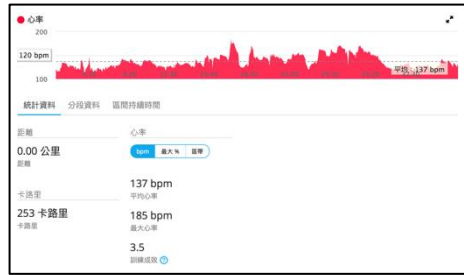 心率
200
120 bpm
平均 : 137 bpm
100
統計資料 分段資料 區間持續時間
距離
0.00 公里
距離
卡路里
253 卡路里
卡路里
心率
bpm 最大 % 區帶
137 bpm
平均心率
185 bpm
最大心率
3.5
訓練成效 ?